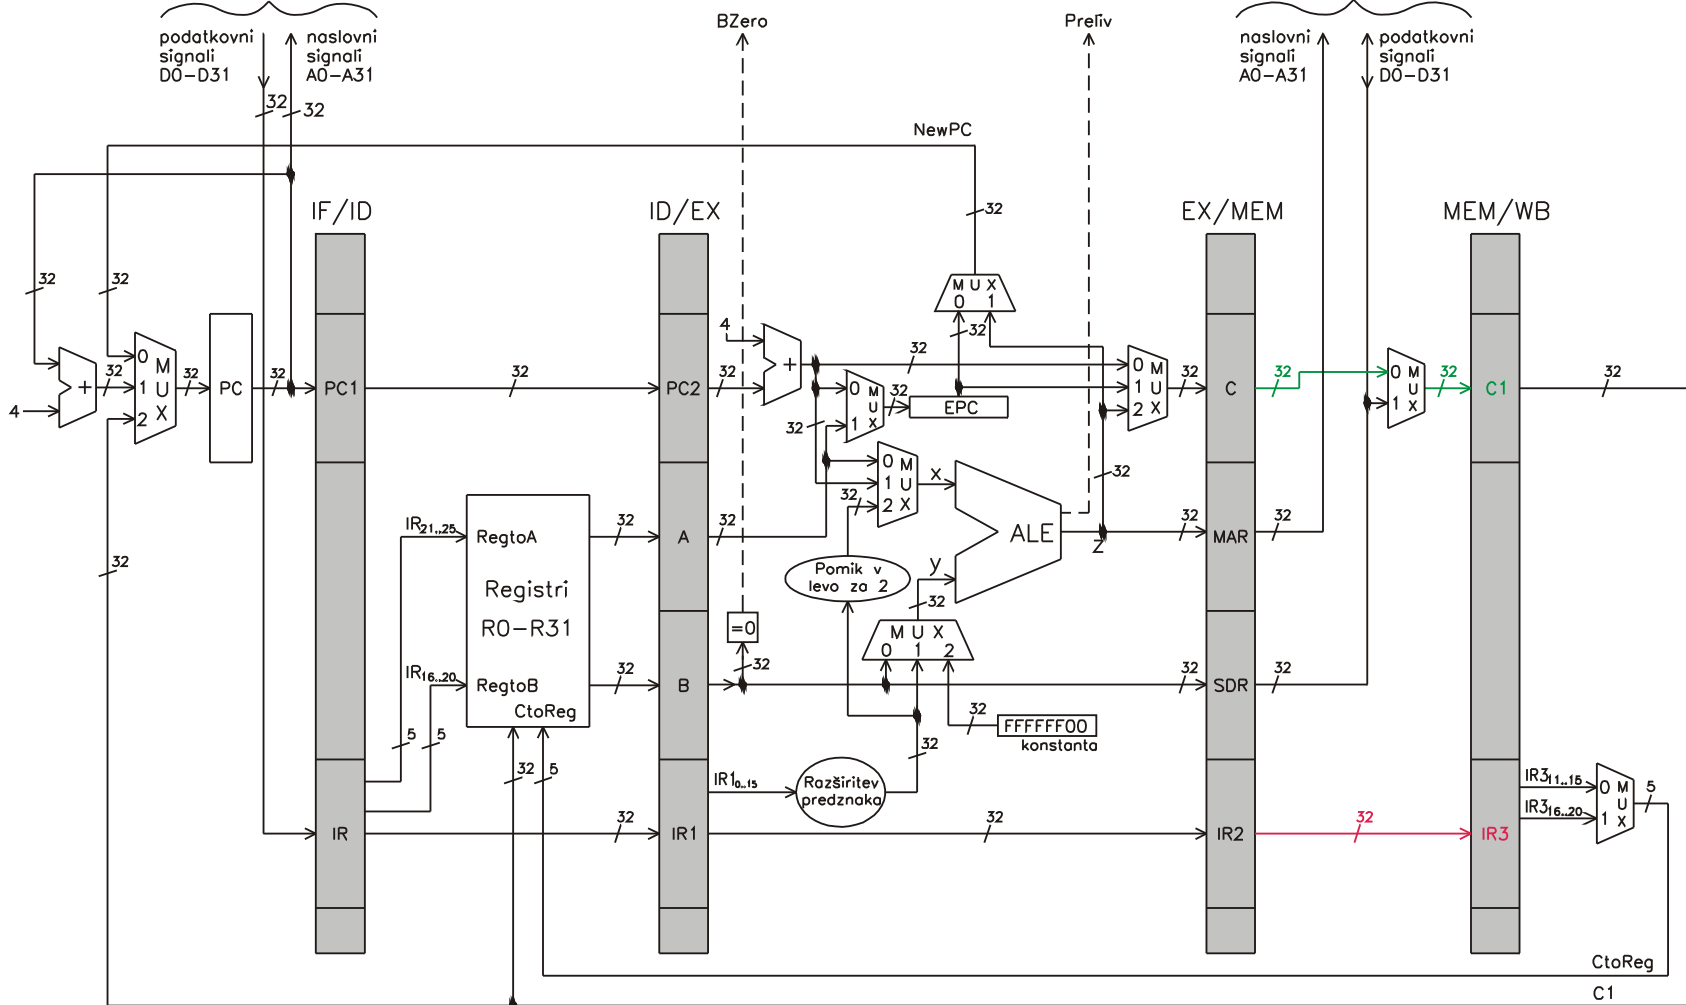 BZero
Preliv
podatkovni
signali
D0-D31
naslovni
signali
A0-A31
naslovni
signali
A0-A31
podatkovni
signali
D0-D31
32
32
NewPC
32
IF/ID
ID/EX
EX/MEM
MEM/WB
32
32
M U X
0 1
32
4
+
32
4
32
0 M
1 U
2 X
32
PC
32
PC1
32
PC2
32
4
+
32
0 M
U
1 X
32
32
EPC
0 M
1 U
2 X
32
C
32
0 M
U
1 X
32
C1
32
0 M
1 U
2 X
32
x
32
IR21..25
RegtoA
32
A
32
ALE
z
32
MAR
32
32
Registri
R0-R31
Pomik v
levo za 2
y
32
=0
32
M U X
0 1 2
IR16..20
RegtoB
CtoReg
32
B
32
SDR
32
5
5
32
5
32
FFFFFF00
konstanta
32
IR10..15
Razširitev
predznaka
IR
32
IR1
32
IR2
32
IR3
IR311..15
IR316..20
0 M
U
1 X
5
CtoReg
C1